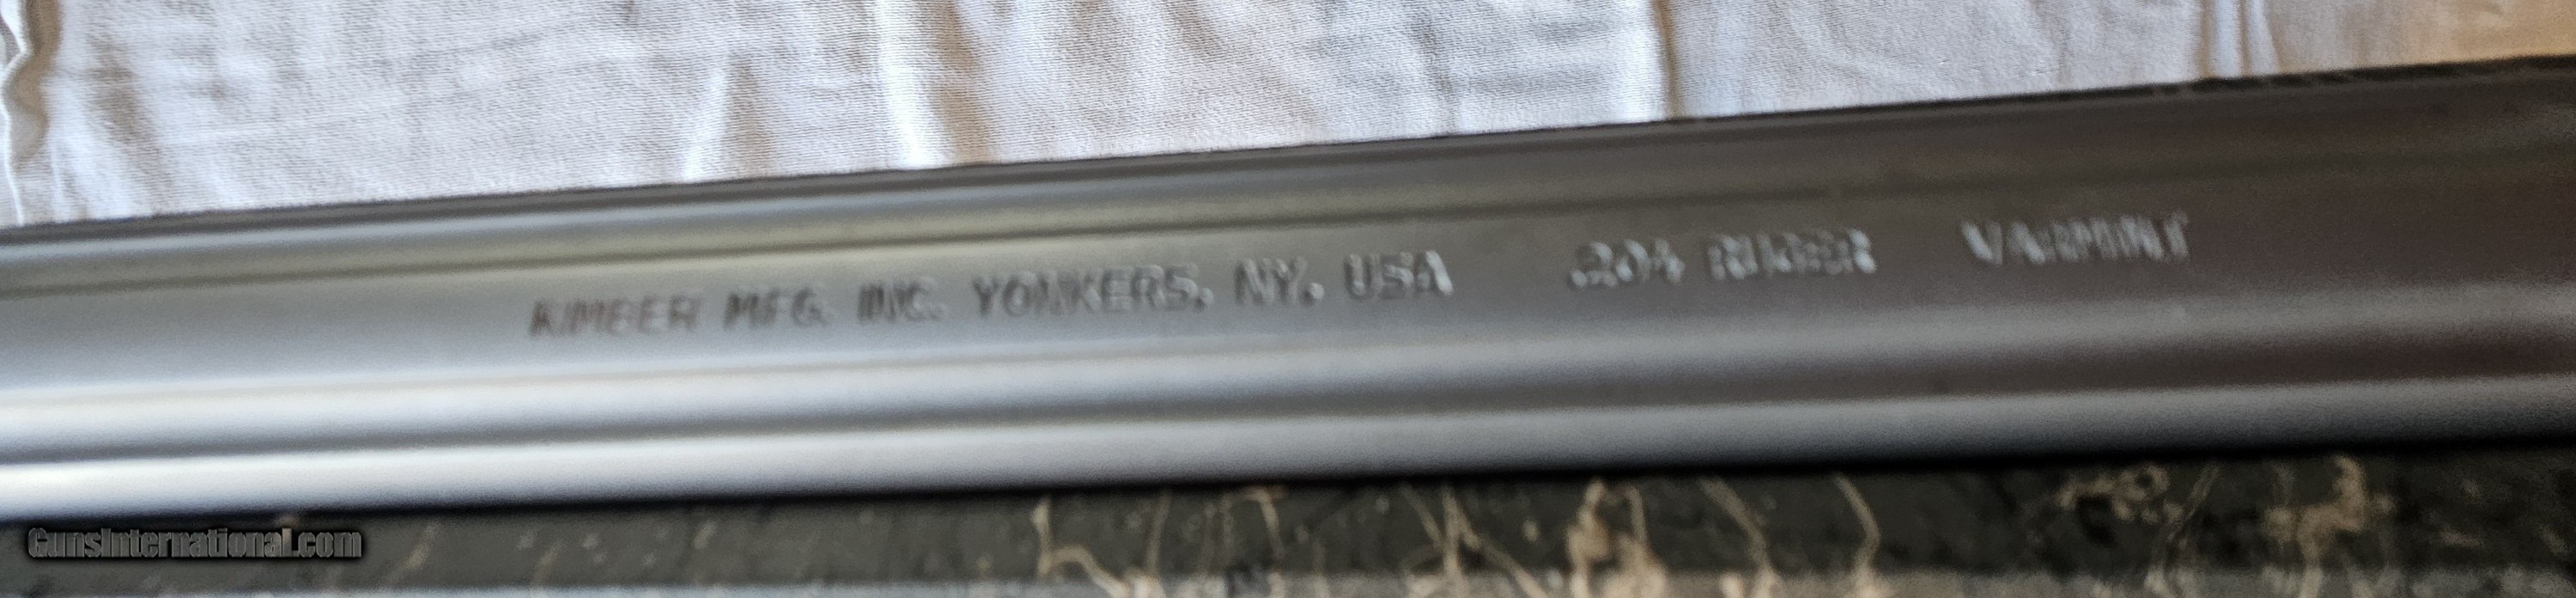 KIMBER MFG. INC. YONKERS, NY, USA .204 RUGER VARMINT
GunsInternational.com